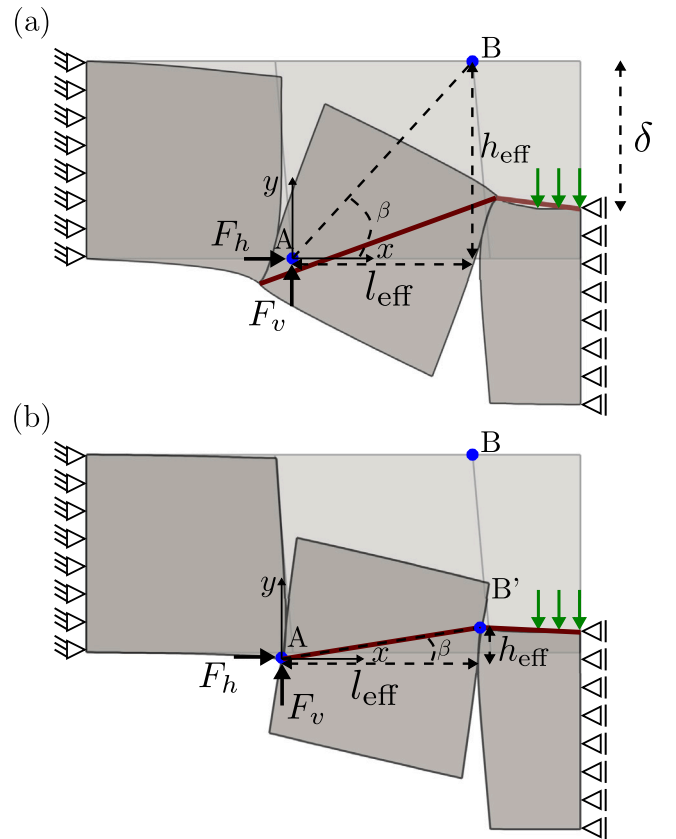 (a)
B
h_eff
δ
y
β
F_h
A
x
l_eff
F_v
(b)
B
B'
y
A
x
β
h_eff
F_h
l_eff
F_v